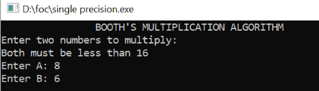 D:\foc\single precision.exe
BOOTH'S MULTIPLICATION ALGORITHM
Enter two numbers to multiply:
Both must be less than 16
Enter A: 8
Enter B: 6